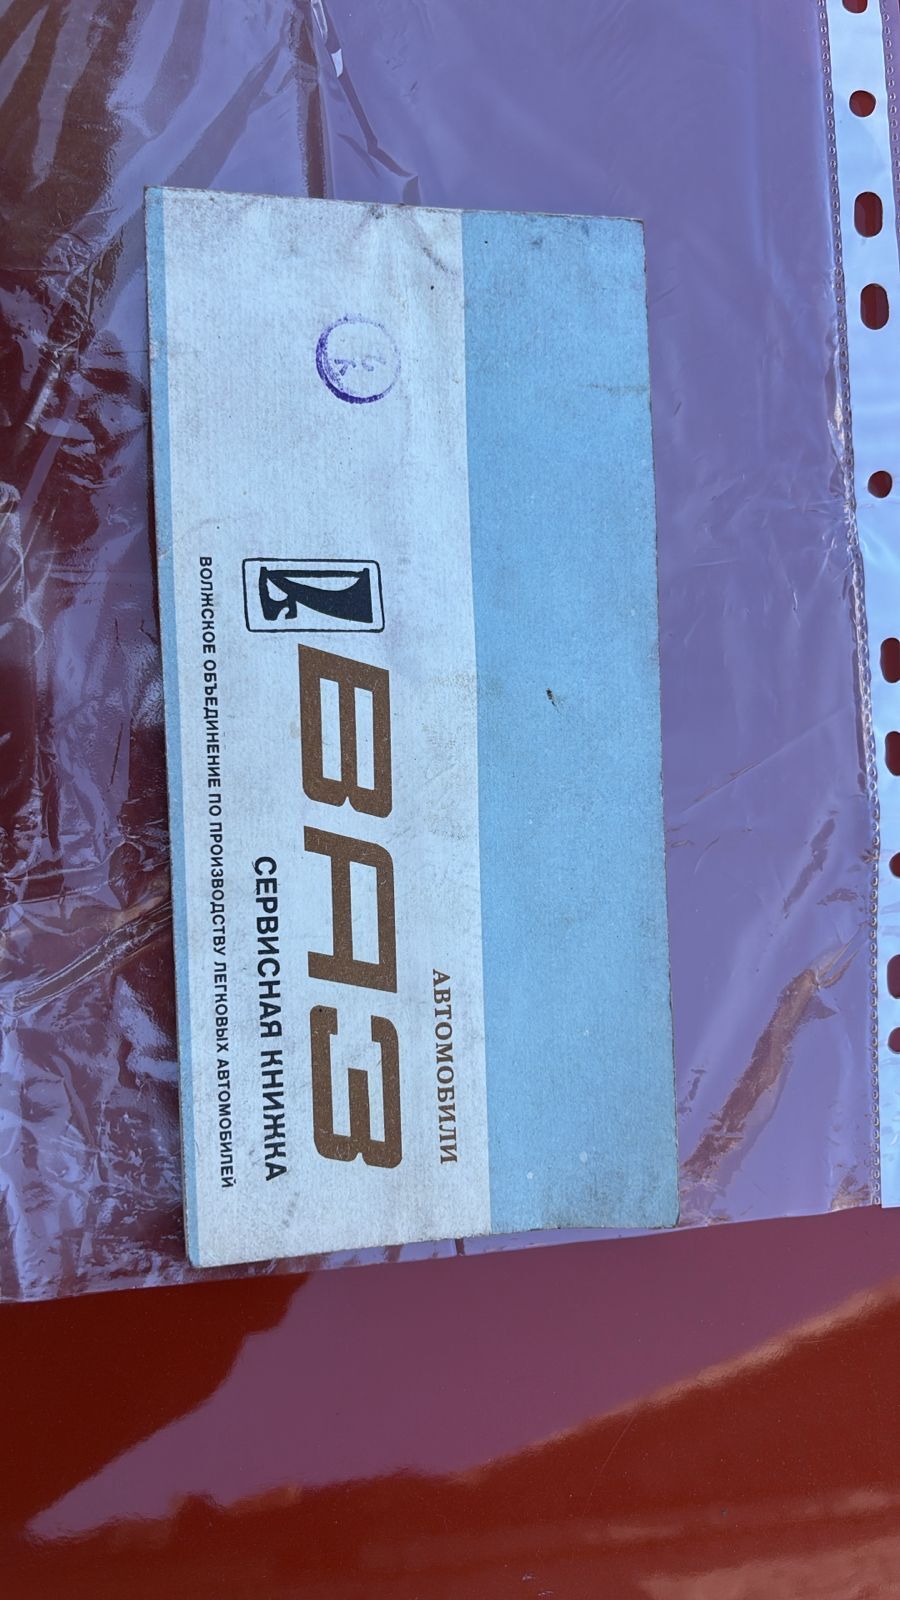 АВТОМОБИЛИ
ВАЗ
СЕРВИСНАЯ КНИЖКА
ВОЛЖСКОЕ ОБЪЕДИНЕНИЕ ПО ПРОИЗВОДСТВУ ЛЕГКОВЫХ АВТОМОБИЛЕЙ